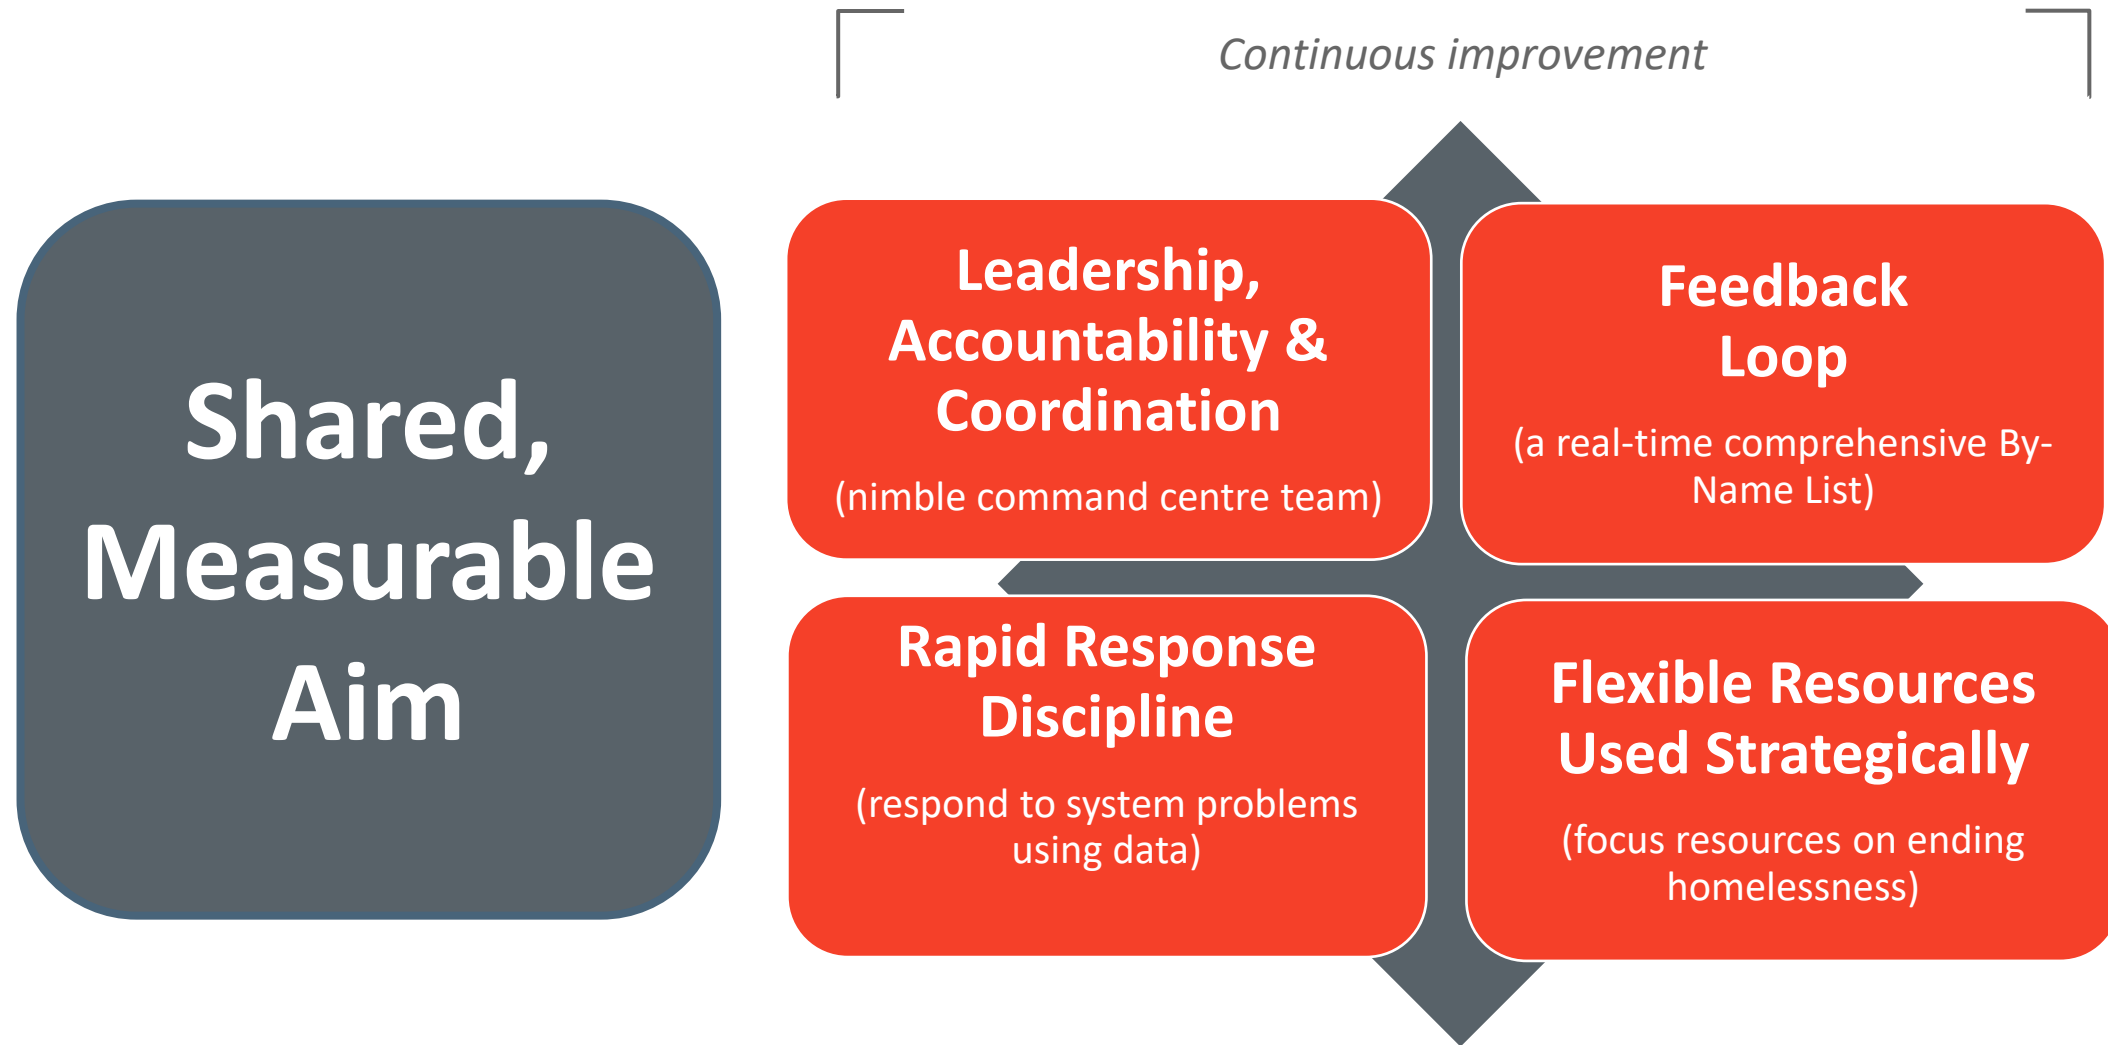 Continuous improvement
Shared,
Measurable
Aim
Leadership,
Accountability &
Coordination
(nimble command centre team)
Feedback
Loop
(a real-time comprehensive By-
Name List)
Rapid Response
Discipline
(respond to system problems
using data)
Flexible Resources
Used Strategically
(focus resources on ending
homelessness)